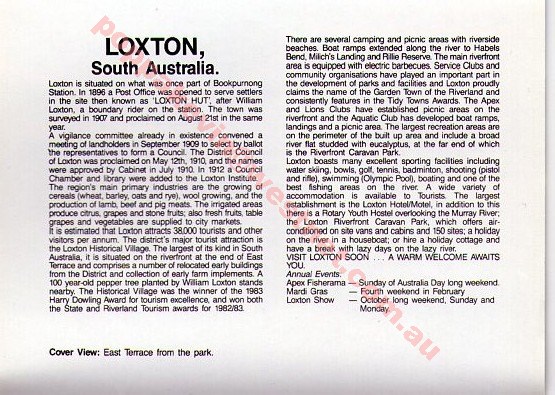 LOXTON,
South Australia.
Loxton is situated on what was once part of Bookpurnong
Station. In 1896 a Post Office was opened to serve settlers
in the site then known as 'LOXTON HUT', after William
Loxton, a boundary rider on the station. The town was
surveyed in 1907 and proclaimed on August 21st in the same
year.
A vigilance committee already in existence convened a
meeting of landholders in September 1909 to select by ballot
the representatives to form a Council. The District Council
of Loxton was proclaimed on May 12th, 1910, and the names
were approved by Cabinet in July 1910. In 1912 a Council
Chamber and library were added to the Loxton Institute.
The region's main primary industries are the growing of
cereals (wheat, barley, oats and rye), wool growing, and the
production of lamb, beef and pig meats. The irrigated areas
produce citrus, grapes and stone fruits; also fresh fruits, table
grapes and vegetables are supplied to city markets.
It is estimated that Loxton attracts 38,000 tourists and other
visitors per annum. The district's major tourist attraction is
the Loxton Historical Village. The largest of its kind in South
Australia, it is situated on the riverfront at the end of East
Terrace and comprises a number of relocated early buildings
from the District and collection of early farm implements. A
100 year-old pepper tree planted by William Loxton stands
nearby. The Historical Village was the winner of the 1983
Harry Dowling Award for tourism excellence, and won both
the State and Riverland Tourism awards for 1982/83.
Cover View: East Terrace from the park.
There are several camping and picnic areas with riverside
beaches. Boat ramps extended along the river to Habels
Bend, Milich's Landing and Rillie Reserve. The main riverfront
area is equipped with electric barbecues. Service Clubs and
community organisations have played an important part in
the development of parks and facilities and Loxton proudly
claims the name of the Garden Town of the Riverland and
consistently features in the Tidy Towns Awards. The Apex
and Lions Clubs have established picnic areas on the
riverfront and the Aquatic Club has developed boat ramps,
landings and a picnic area. The largest recreation areas are
on the perimeter of the built up area and include a broad
river flat studded with eucalyptus, at the far end of which
is the Riverfront Caravan Park.
Loxton boasts many excellent sporting facilities including
water skiing, bowls, golf, tennis, badminton, shooting (pistol
and rifle), swimming (Olympic Pool), boating and one of the
best fishing areas on the river. A wide variety of
accommodation is available to Tourists. The largest
establishment is the Loxton Hotel/Motel, in addition to this
there is a Rotary Youth Hostel overlooking the Murray River;
the Loxton Riverfront Caravan Park, which offers air-
conditioned on site vans and cabins and 150 sites; a holiday
on the river in a houseboat; or hire a holiday cottage and
have a break with lazy days on the lazy river.
VISIT LOXTON SOON . . . A WARM WELCOME AWAITS
YOU.
Annual Events:
Apex Fisherama — Sunday of Australia Day long weekend.
Mardi Gras — Fourth weekend in February
Loxton Show — October long weekend, Sunday and
Monday.